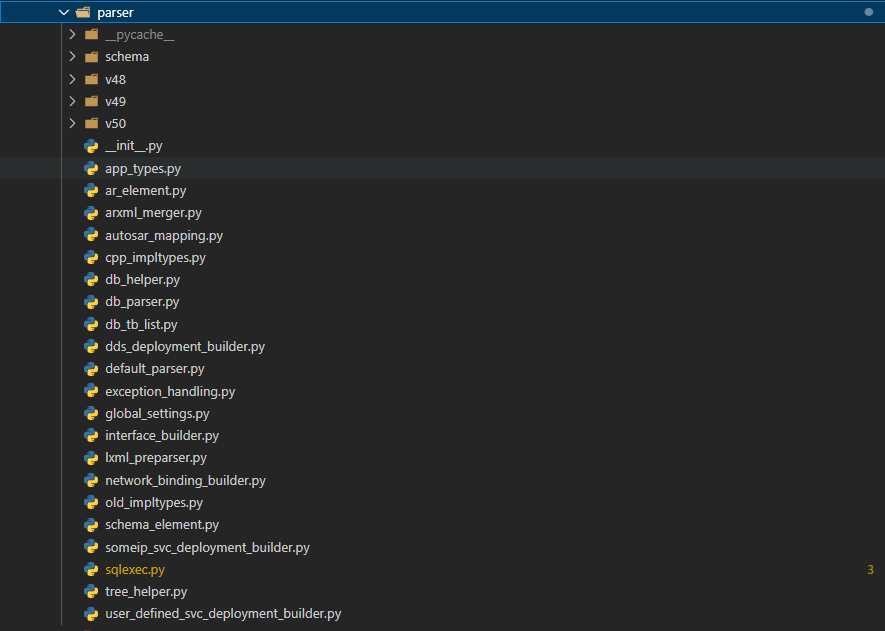 parser
__pycache__
schema
v48
v49
v50
__init__.py
app_types.py
ar_element.py
arxml_merger.py
autosar_mapping.py
cpp_impltypes.py
db_helper.py
db_parser.py
db_tb_list.py
dds_deployment_builder.py
default_parser.py
exception_handling.py
global_settings.py
interface_builder.py
lxml_preparser.py
network_binding_builder.py
old_impltypes.py
schema_element.py
someip_svc_deployment_builder.py
sqlexec.py 3
tree_helper.py
user_defined_svc_deployment_builder.py